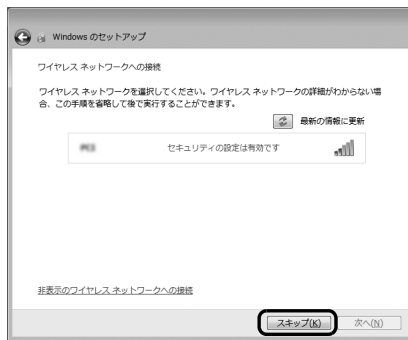 Windows のセットアップ
ワイヤレス ネットワークへの接続
ワイヤレス ネットワークを選択してください。ワイヤレス ネットワークの詳細がわからない場
合、この手順を省略して後で実行することができます。
最新の情報に更新
セキュリティの設定は有効です
非表示のワイヤレス ネットワークへの接続
スキップ(K) 次へ(N)